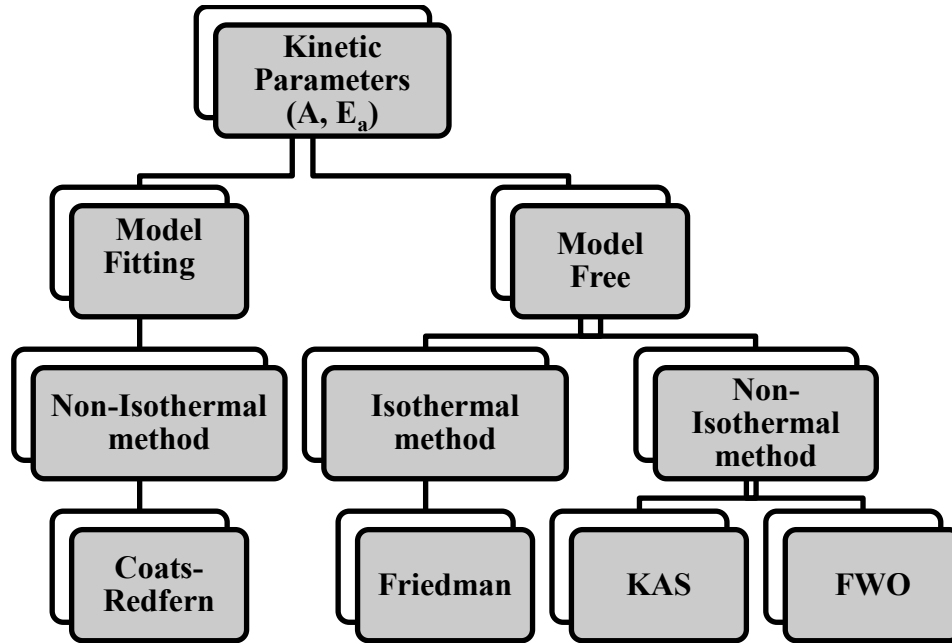 Kinetic
Parameters
(A, Eₐ)
Model
Fitting
Model
Free
Non-Isothermal
method
Isothermal
method
Non-
Isothermal
method
Coats-
Redfern
Friedman
KAS
FWO